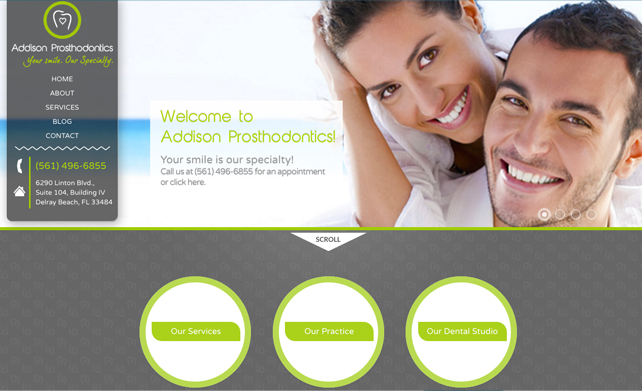 Addison Prosthodontics
Your smile. Our Specialty.
HOME
ABOUT
SERVICES
BLOG
CONTACT
(561) 496-6855
6290 Linton Blvd.,
Suite 104, Building IV
Delray Beach, FL 33484
Welcome to
Addison Prosthodontics!
Your smile is our specialty!
Call us at (561) 496-6855 for an appointment
or click here.
SCROLL
Our Services
Our Practice
Our Dental Studio